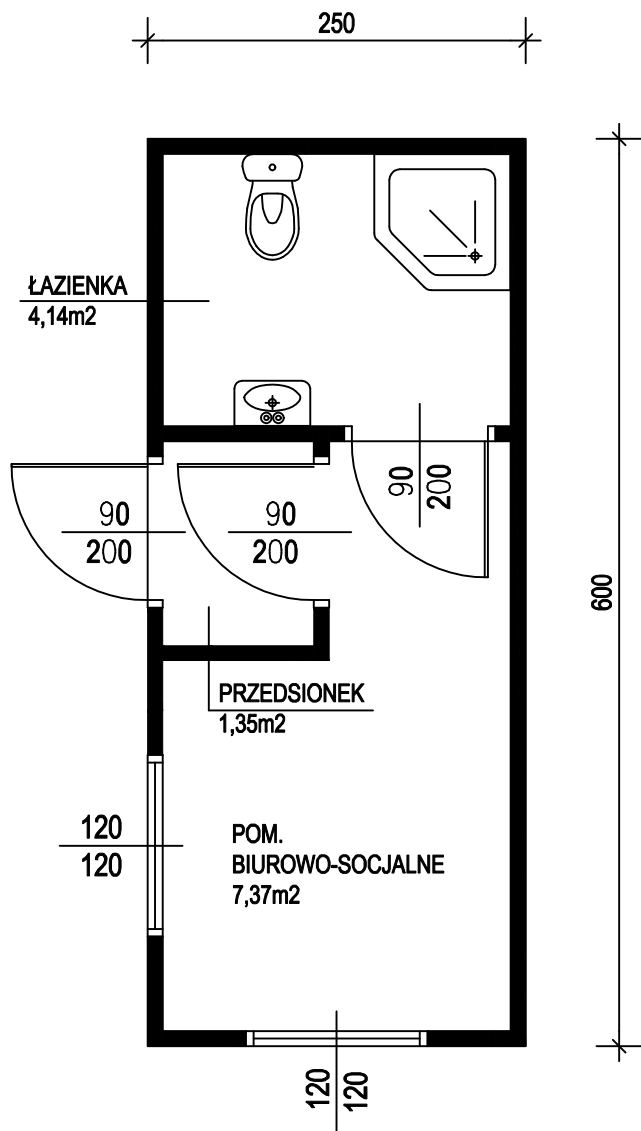 250
ŁAZIENKA
4,14m2
90
200
90
200
90
200
600
PRZEDSIONEK
1,35m2
120
120
POM.
BIUROWO-SOCJALNE
7,37m2
120
120